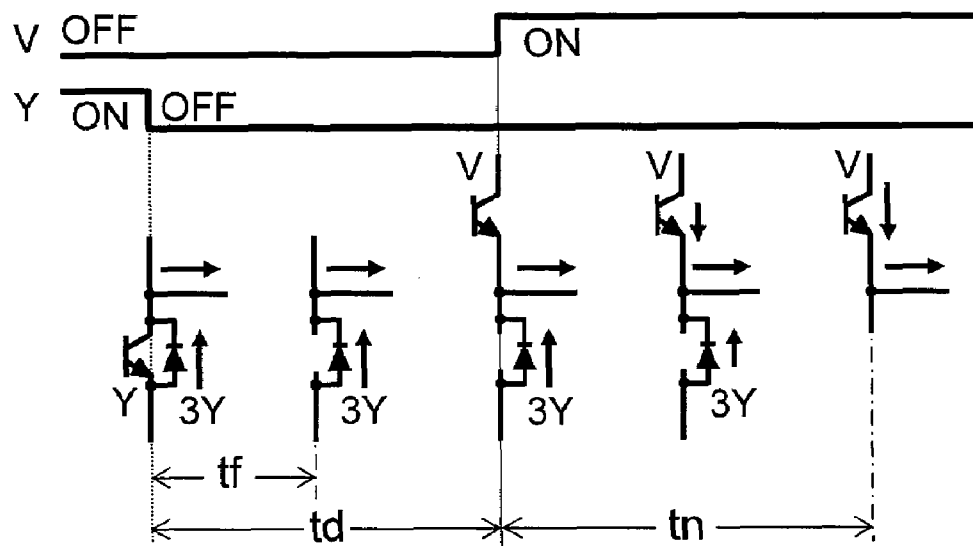 V OFF ON
Y ON OFF
V V V
Y 3Y 3Y 3Y 3Y
tf
td tn